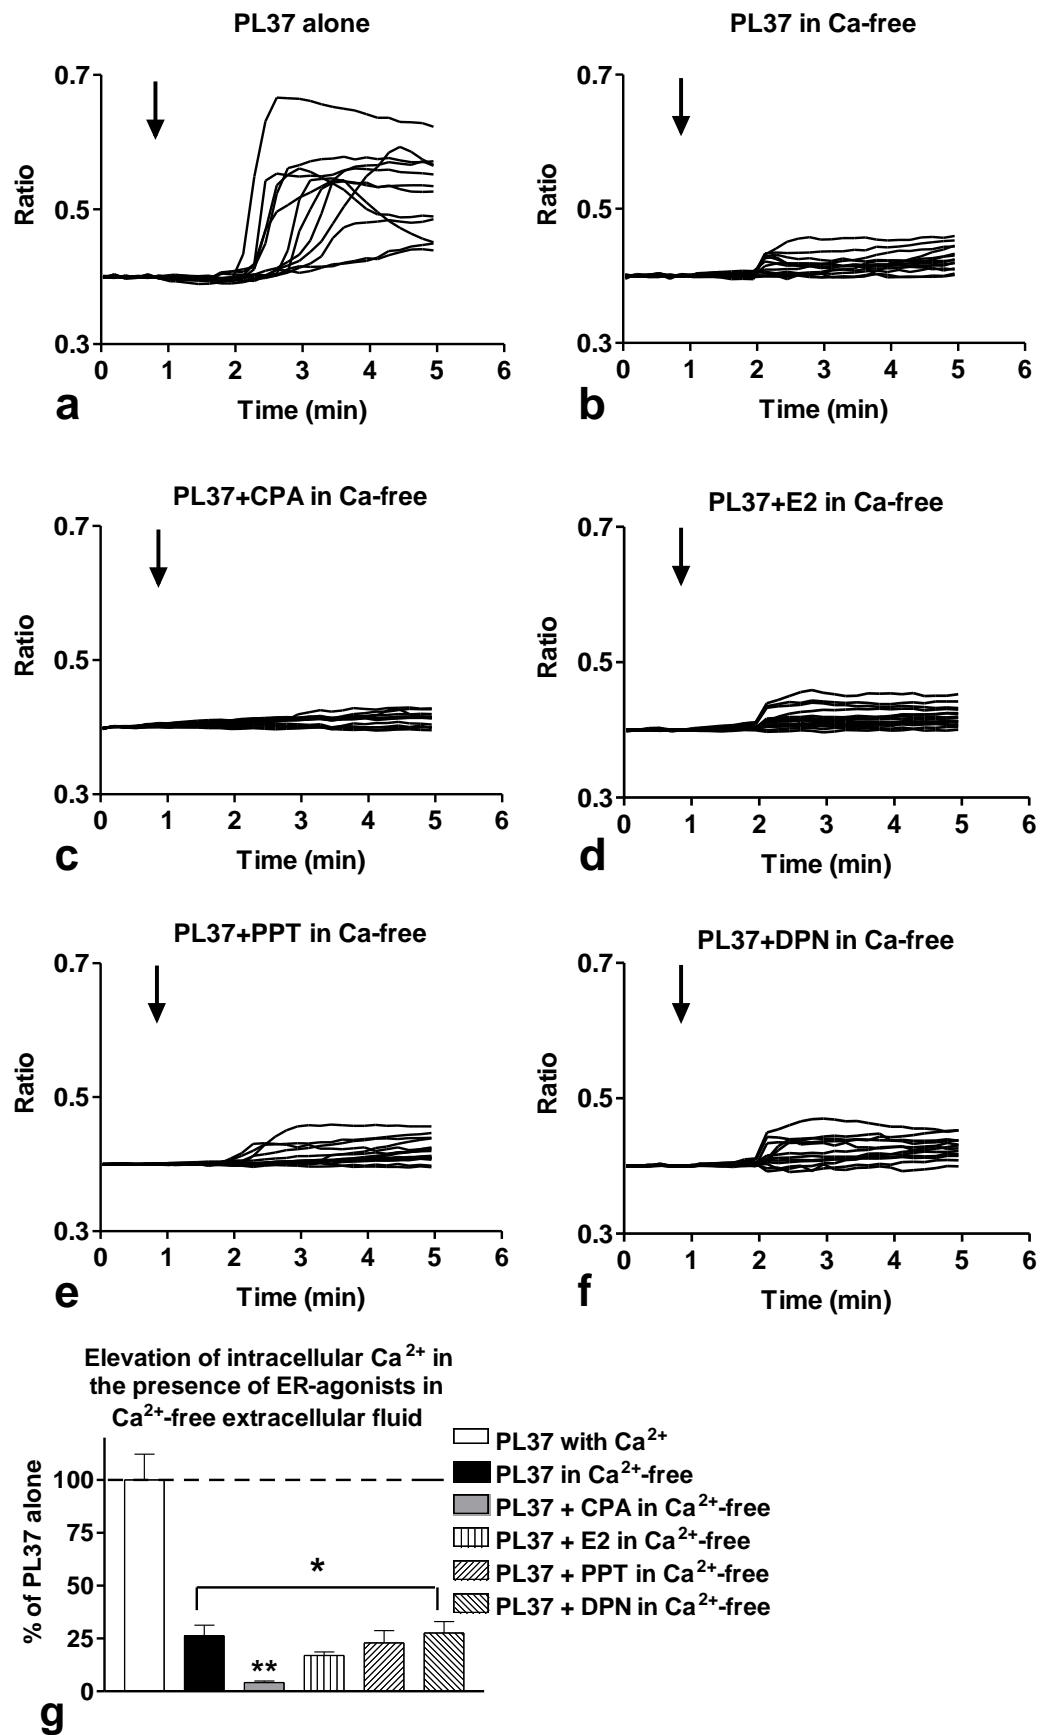 PL37 alone
0.7
0.5
0.3
Ratio
0 1 2 3 4 5 6
Time (min)
a
PL37 in Ca-free
0.7
0.5
0.3
Ratio
0 1 2 3 4 5 6
Time (min)
b
PL37+CPA in Ca-free
0.7
0.5
0.3
Ratio
0 1 2 3 4 5 6
Time (min)
c
PL37+E2 in Ca-free
0.7
0.5
0.3
Ratio
0 1 2 3 4 5 6
Time (min)
d
PL37+PPT in Ca-free
0.7
0.5
0.3
Ratio
0 1 2 3 4 5 6
Time (min)
e
PL37+DPN in Ca-free
0.7
0.5
0.3
Ratio
0 1 2 3 4 5 6
Time (min)
f
Elevation of intracellular Ca²⁺ in
the presence of ER-agonists in
Ca²⁺-free extracellular fluid
% of PL37 alone
100
75
50
25
0
*
**
PL37 with Ca²⁺
PL37 in Ca²⁺-free
PL37 + CPA in Ca²⁺-free
PL37 + E2 in Ca²⁺-free
PL37 + PPT in Ca²⁺-free
PL37 + DPN in Ca²⁺-free
g